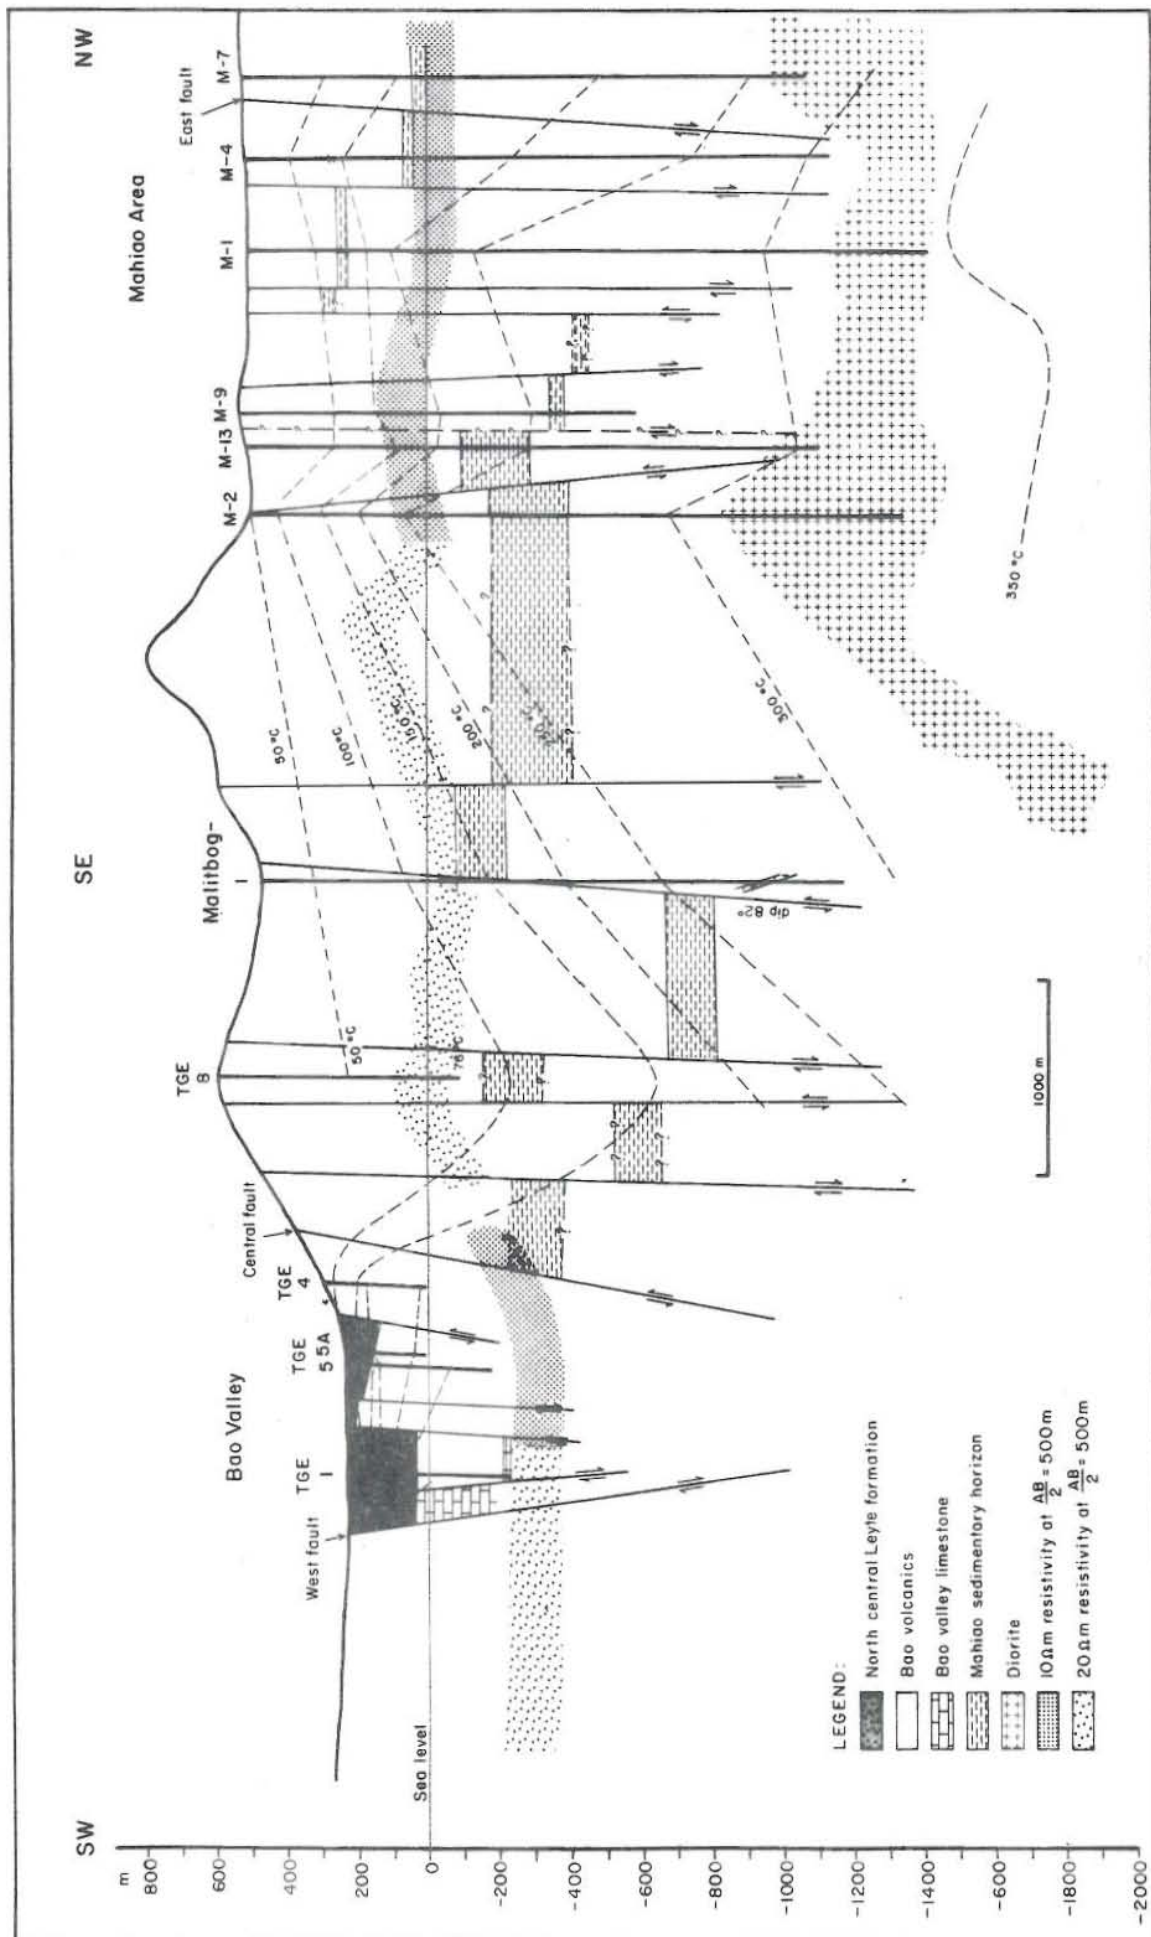 SW
SE
NW
Bao Valley
Malitbog-
1
Mahiao Area
West fault
TGE
1
TGE
5 5A
TGE
4
Central fault
TGE
8
M-2
M-13
M-9
M-1
M-4
East fault
M-7
m
800
600
400
200
0
-200
-400
-600
-800
-1000
-1200
-1400
-1600
-1800
-2000
Sea level
50 °C
76 °C
50 °C
100 °C
150 °C
200 °C
250 °C
300 °C
350 °C
dip 82°
1000 m
LEGEND:
North central Leyte formation
Bao volcanics
Bao valley limestone
Mahiao sedimentary horizon
Diorite
10Ωm resistivity at AB/2 = 500m
20Ωm resistivity at AB/2 = 500m